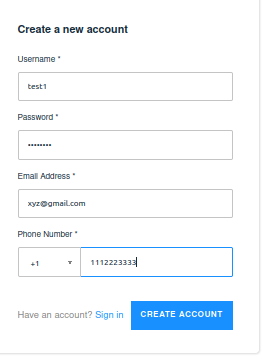 Create a new account
Username *
test1
Password *
••••••••
Email Address *
xyz@gmail.com
Phone Number *
+1 1112223333
Have an account? Sign in CREATE ACCOUNT